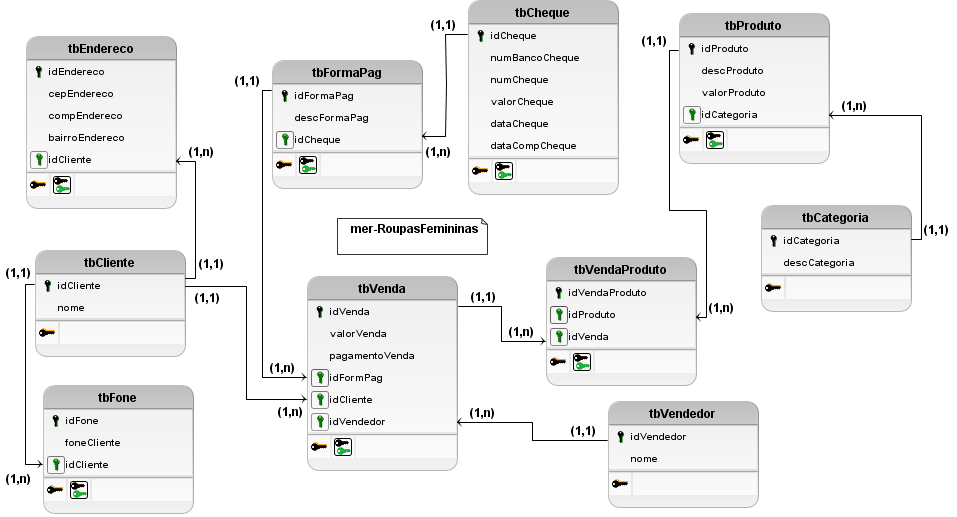 tbEndereco
idEndereco
cepEndereco
compEndereco
bairroEndereco
idCliente
(1,n)
tbFormaPag
(1,1)
idFormaPag
descFormaPag
idCheque
(1,n)
tbCheque
(1,1)
idCheque
numBancoCheque
numCheque
valorCheque
dataCheque
dataCompCheque
tbProduto
(1,1)
idProduto
descProduto
valorProduto
idCategoria
(1,n)
tbCategoria
idCategoria
(1,1)
descCategoria
mer-RoupasFemininas
tbCliente
(1,1)
(1,1)
idCliente
(1,1)
nome
tbVenda
idVenda
(1,1)
valorVenda
pagamentoVenda
(1,n)
idFormPag
idCliente
(1,n)
idVendedor
(1,n)
tbVendaProduto
idVendaProduto
idProduto
(1,n)
idVenda
(1,n)
tbFone
idFone
foneCliente
idCliente
(1,n)
tbVendedor
(1,1)
idVendedor
nome